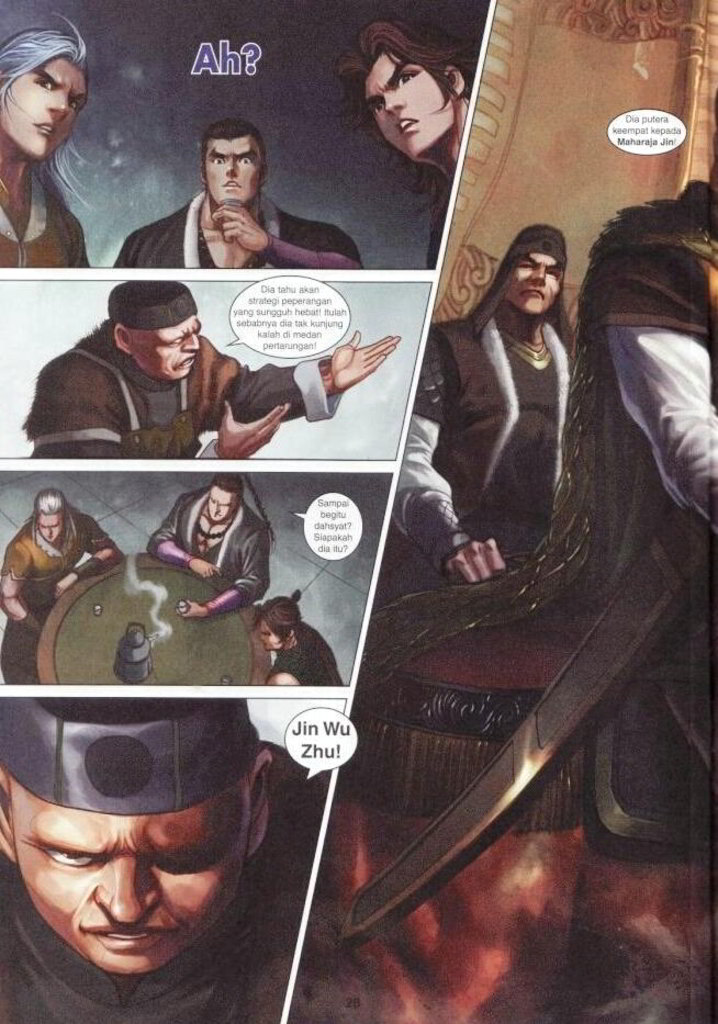 Ah?
Dia tahu akan
strategi peperangan
yang sungguh hebat! Itulah
sebabnya dia tak kunjung
kalah di medan
pertarungan!
Sampai
begitu
dahsyat?
Siapakah
dia itu?
Jin Wu
Zhu!
Dia putera
keempat kepada
Maharaja Jin!
28